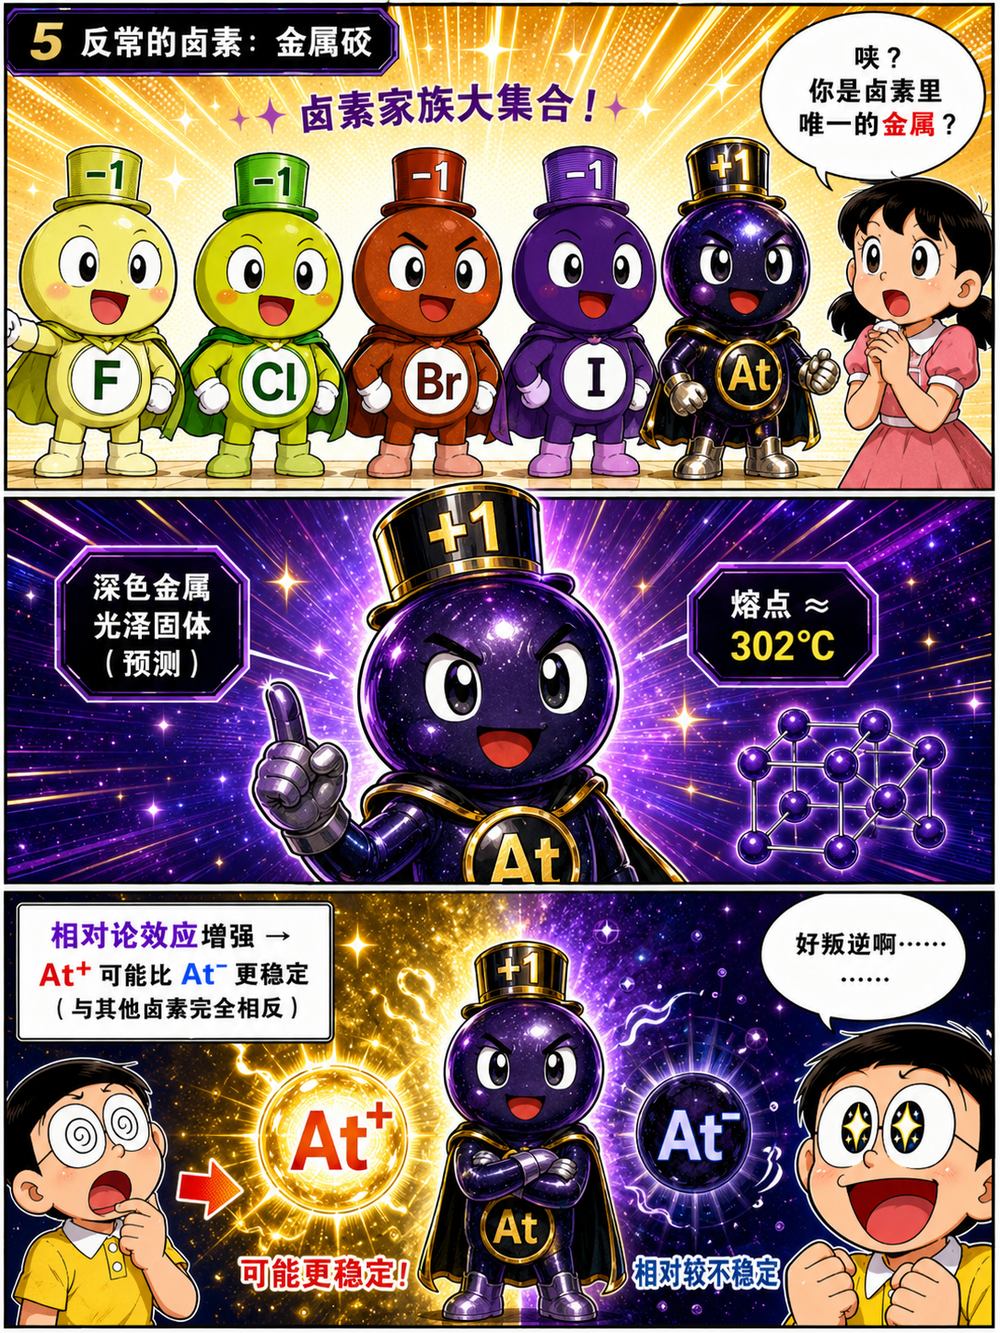 5 反常的卤素：金属砹
卤素家族大集合！
咦？
你是卤素里
唯一的金属？
-1
-1
-1
-1
+1
F
Cl
Br
I
At
+1
深色金属
光泽固体
（预测）
熔点 ≈
302°C
At
相对论效应增强 →
At⁺ 可能比 At⁻ 更稳定
（与其他卤素完全相反）
好叛逆啊……
……
+1
At⁺
At⁻
At
可能更稳定！
相对较不稳定